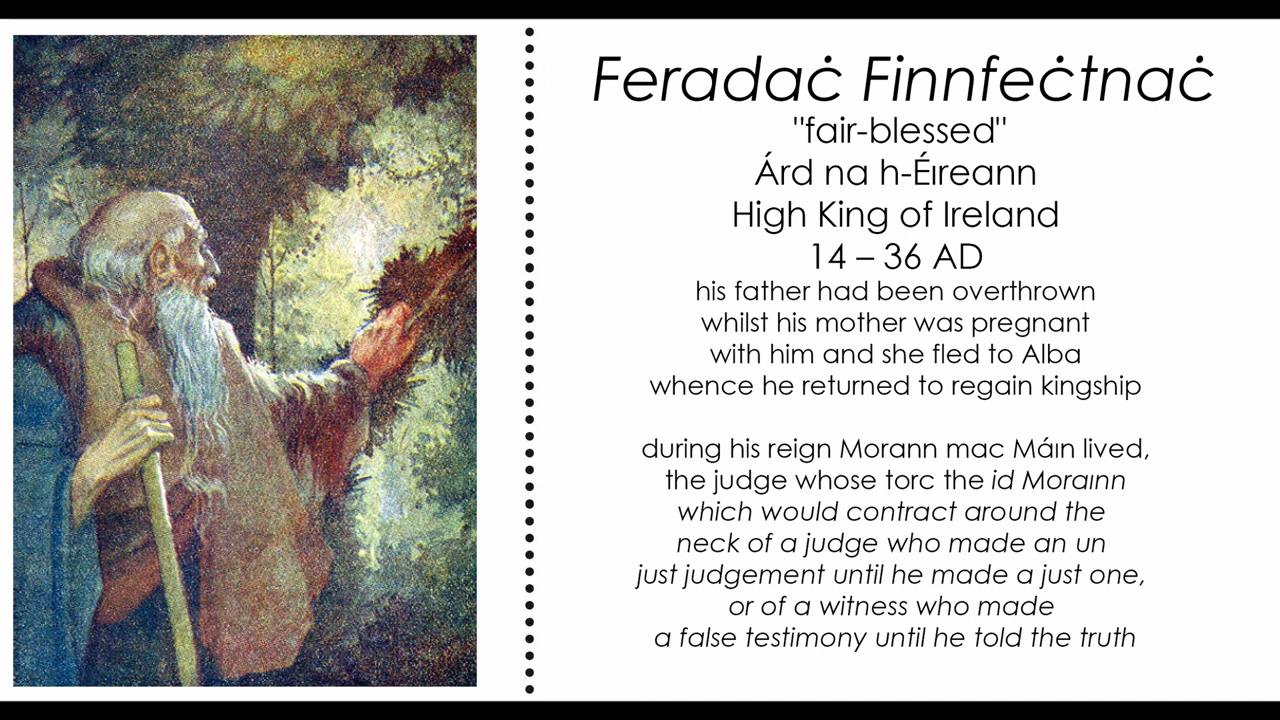 Feradaċ Finnfeċtnaċ
"fair-blessed"
Árd na h-Éıreann
High King of Ireland
14 – 36 AD
his father had been overthrown
whilst his mother was pregnant
with him and she fled to Alba
whence he returned to regain kingship
during his reign Morann mac Máın lived,
the judge whose torc the id Moraınn
which would contract around the
neck of a judge who made an un
just judgement until he made a just one,
or of a witness who made
a false testimony until he told the truth